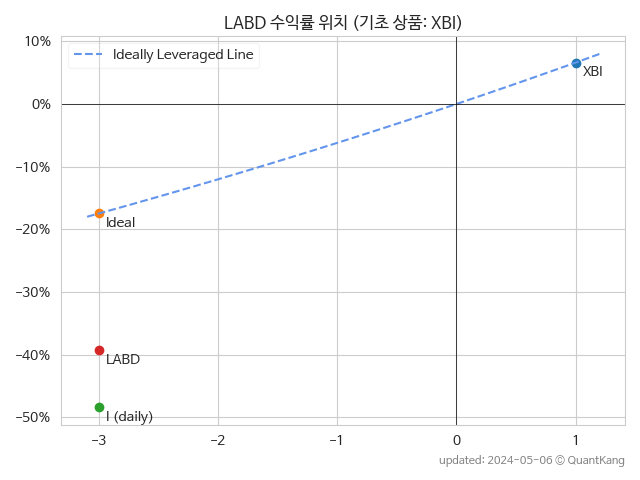 LABD 수익률 위치 (기초 상품: XBI)
10%
Ideally Leveraged Line
XBI
0%
-10%
-20%
Ideal
-30%
-40%
LABD
-50%
I (daily)
-3
-2
-1
0
1
updated: 2024-05-06 © QuantKang